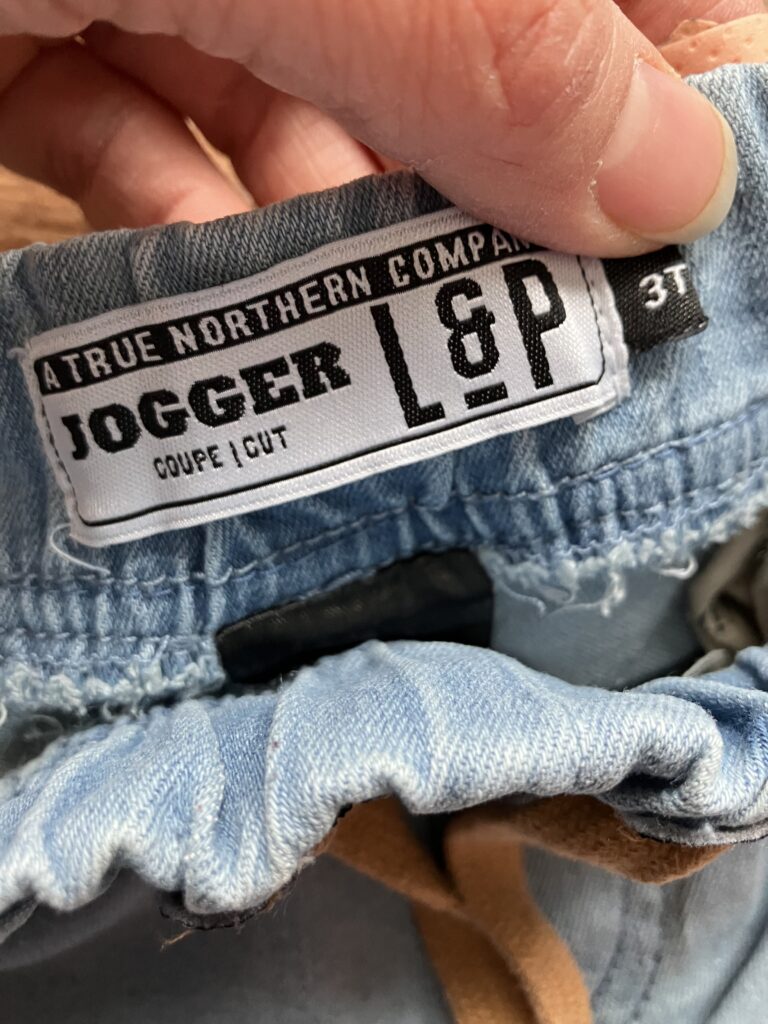 A TRUE NORTHERN COMPAN
JOGGER
COUPE | CUT
L&P
3T